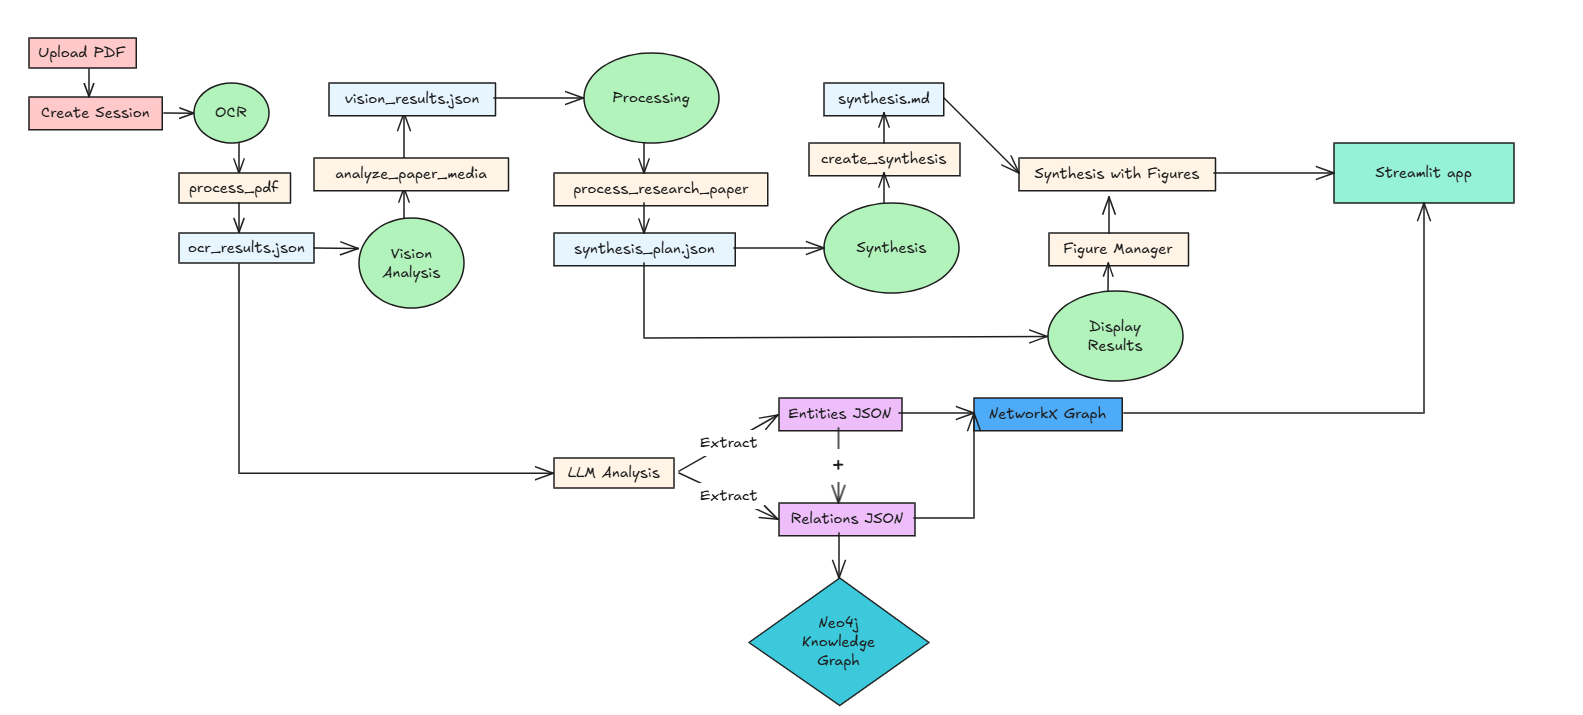 Upload PDF
Create Session
OCR
process_pdf
ocr_results.json
vision_results.json
analyze_paper_media
Vision
Analysis
Processing
process_research_paper
synthesis_plan.json
synthesis.md
create_synthesis
Synthesis
Synthesis with Figures
Figure Manager
Display
Results
Streamlit app
LLM Analysis
Extract
Extract
Entities JSON
+
Relations JSON
NetworkX Graph
Neo4j
Knowledge
Graph